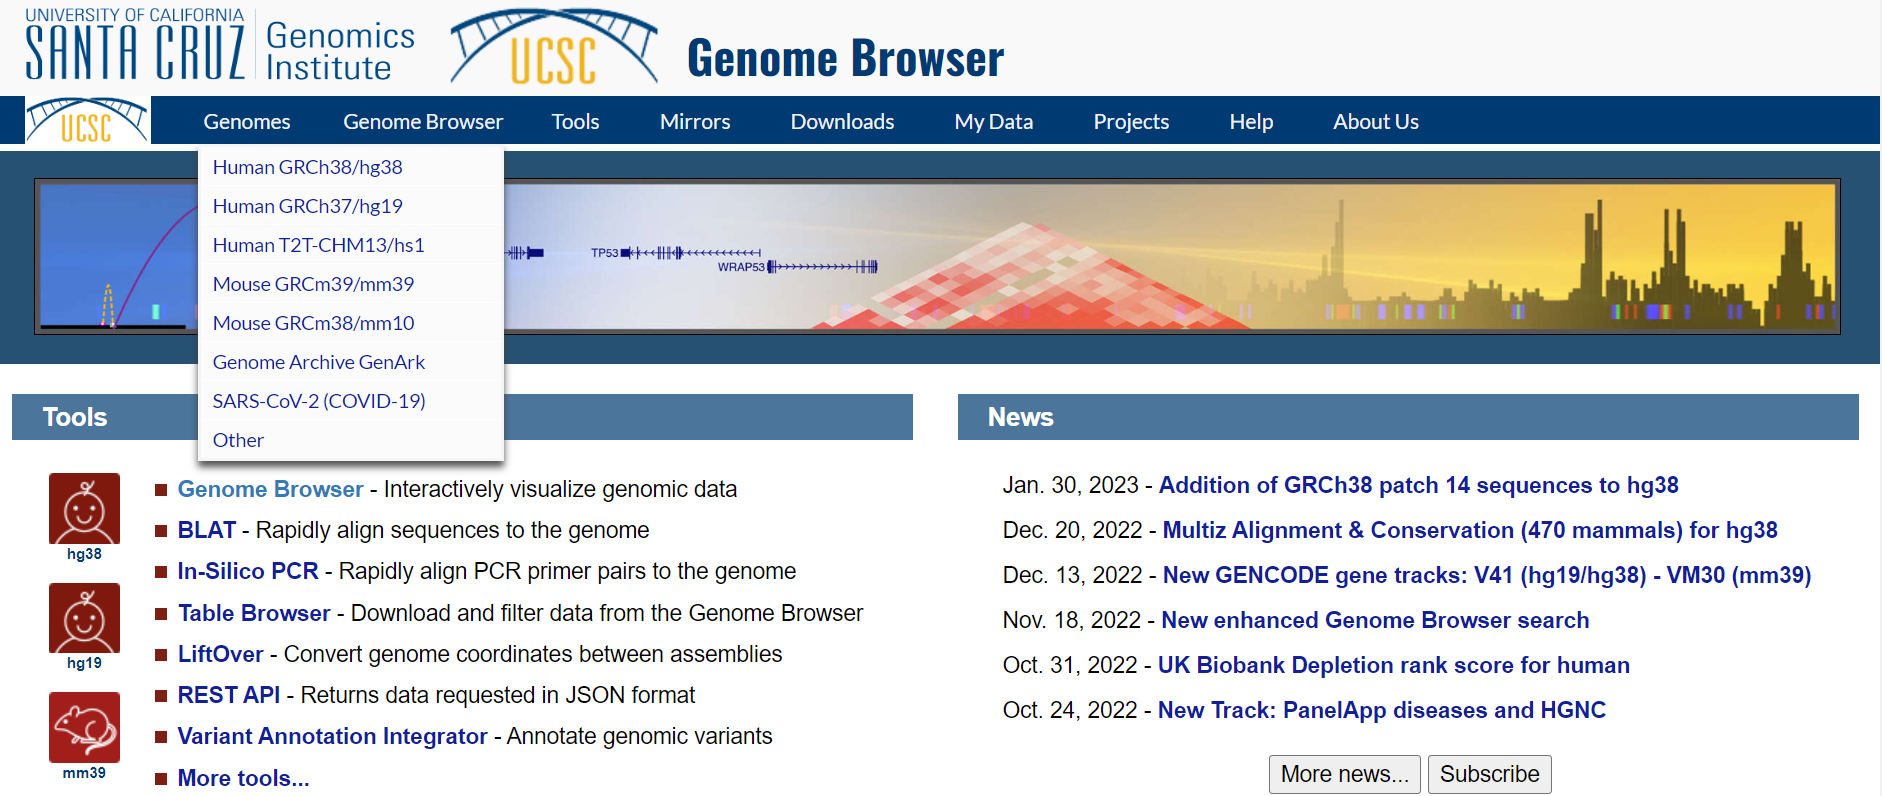 UNIVERSITY OF CALIFORNIA
SANTA CRUZ
Genomics
Institute
UCSC
Genome Browser
UCSC
Genomes Genome Browser Tools Mirrors Downloads My Data Projects Help About Us
Human GRCh38/hg38
Human GRCh37/hg19
Human T2T-CHM13/hs1
Mouse GRCm39/mm39
Mouse GRCm38/mm10
Genome Archive GenArk
SARS-CoV-2 (COVID-19)
Other
TP53
WRAP53
Tools
hg38
hg19
mm39
Genome Browser - Interactively visualize genomic data
BLAT - Rapidly align sequences to the genome
In-Silico PCR - Rapidly align PCR primer pairs to the genome
Table Browser - Download and filter data from the Genome Browser
LiftOver - Convert genome coordinates between assemblies
REST API - Returns data requested in JSON format
Variant Annotation Integrator - Annotate genomic variants
More tools...
News
Jan. 30, 2023 - Addition of GRCh38 patch 14 sequences to hg38
Dec. 20, 2022 - Multiz Alignment & Conservation (470 mammals) for hg38
Dec. 13, 2022 - New GENCODE gene tracks: V41 (hg19/hg38) - VM30 (mm39)
Nov. 18, 2022 - New enhanced Genome Browser search
Oct. 31, 2022 - UK Biobank Depletion rank score for human
Oct. 24, 2022 - New Track: PanelApp diseases and HGNC
More news... Subscribe